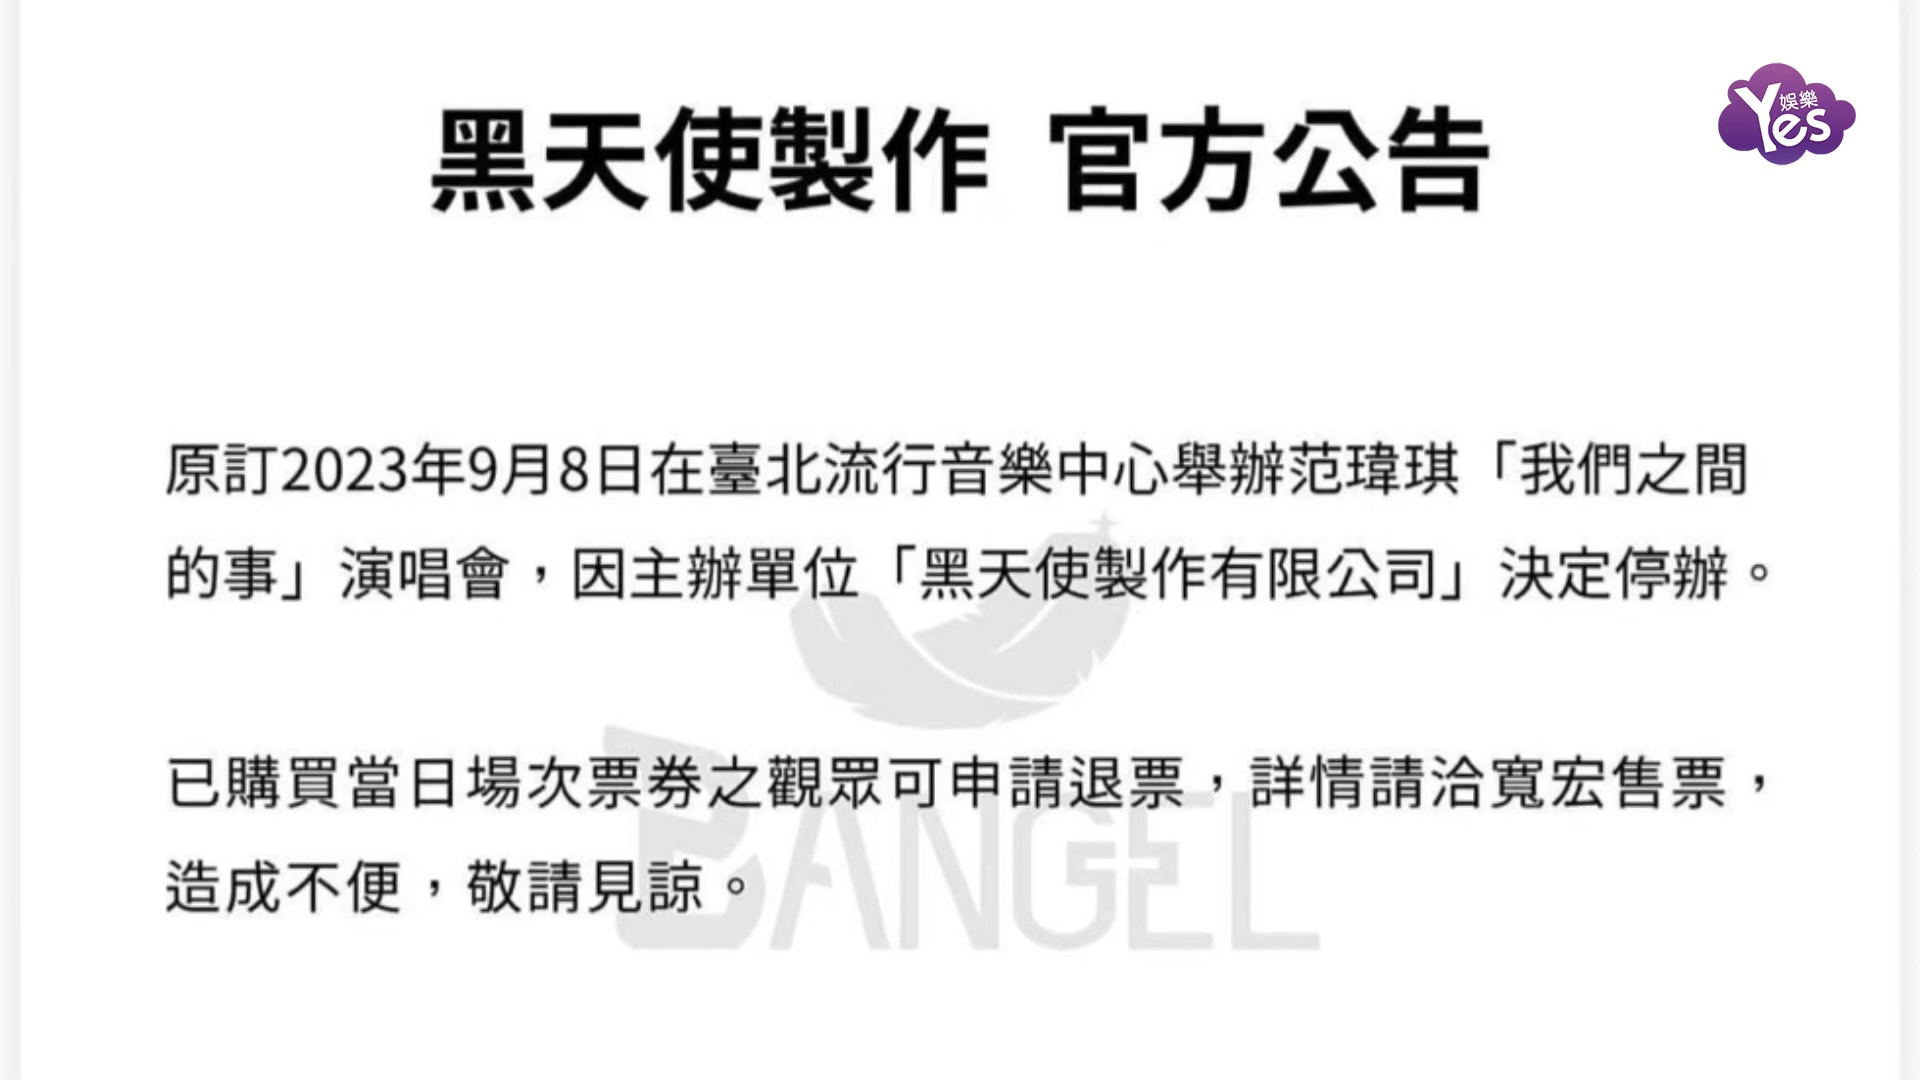 娛樂
Yes
黑天使製作 官方公告
原訂2023年9月8日在臺北流行音樂中心舉辦范瑋琪「我們之間
的事」演唱會，因主辦單位「黑天使製作有限公司」決定停辦。
已購買當日場次票券之觀眾可申請退票，詳情請洽寬宏售票，
造成不便，敬請見諒。
BANGEL